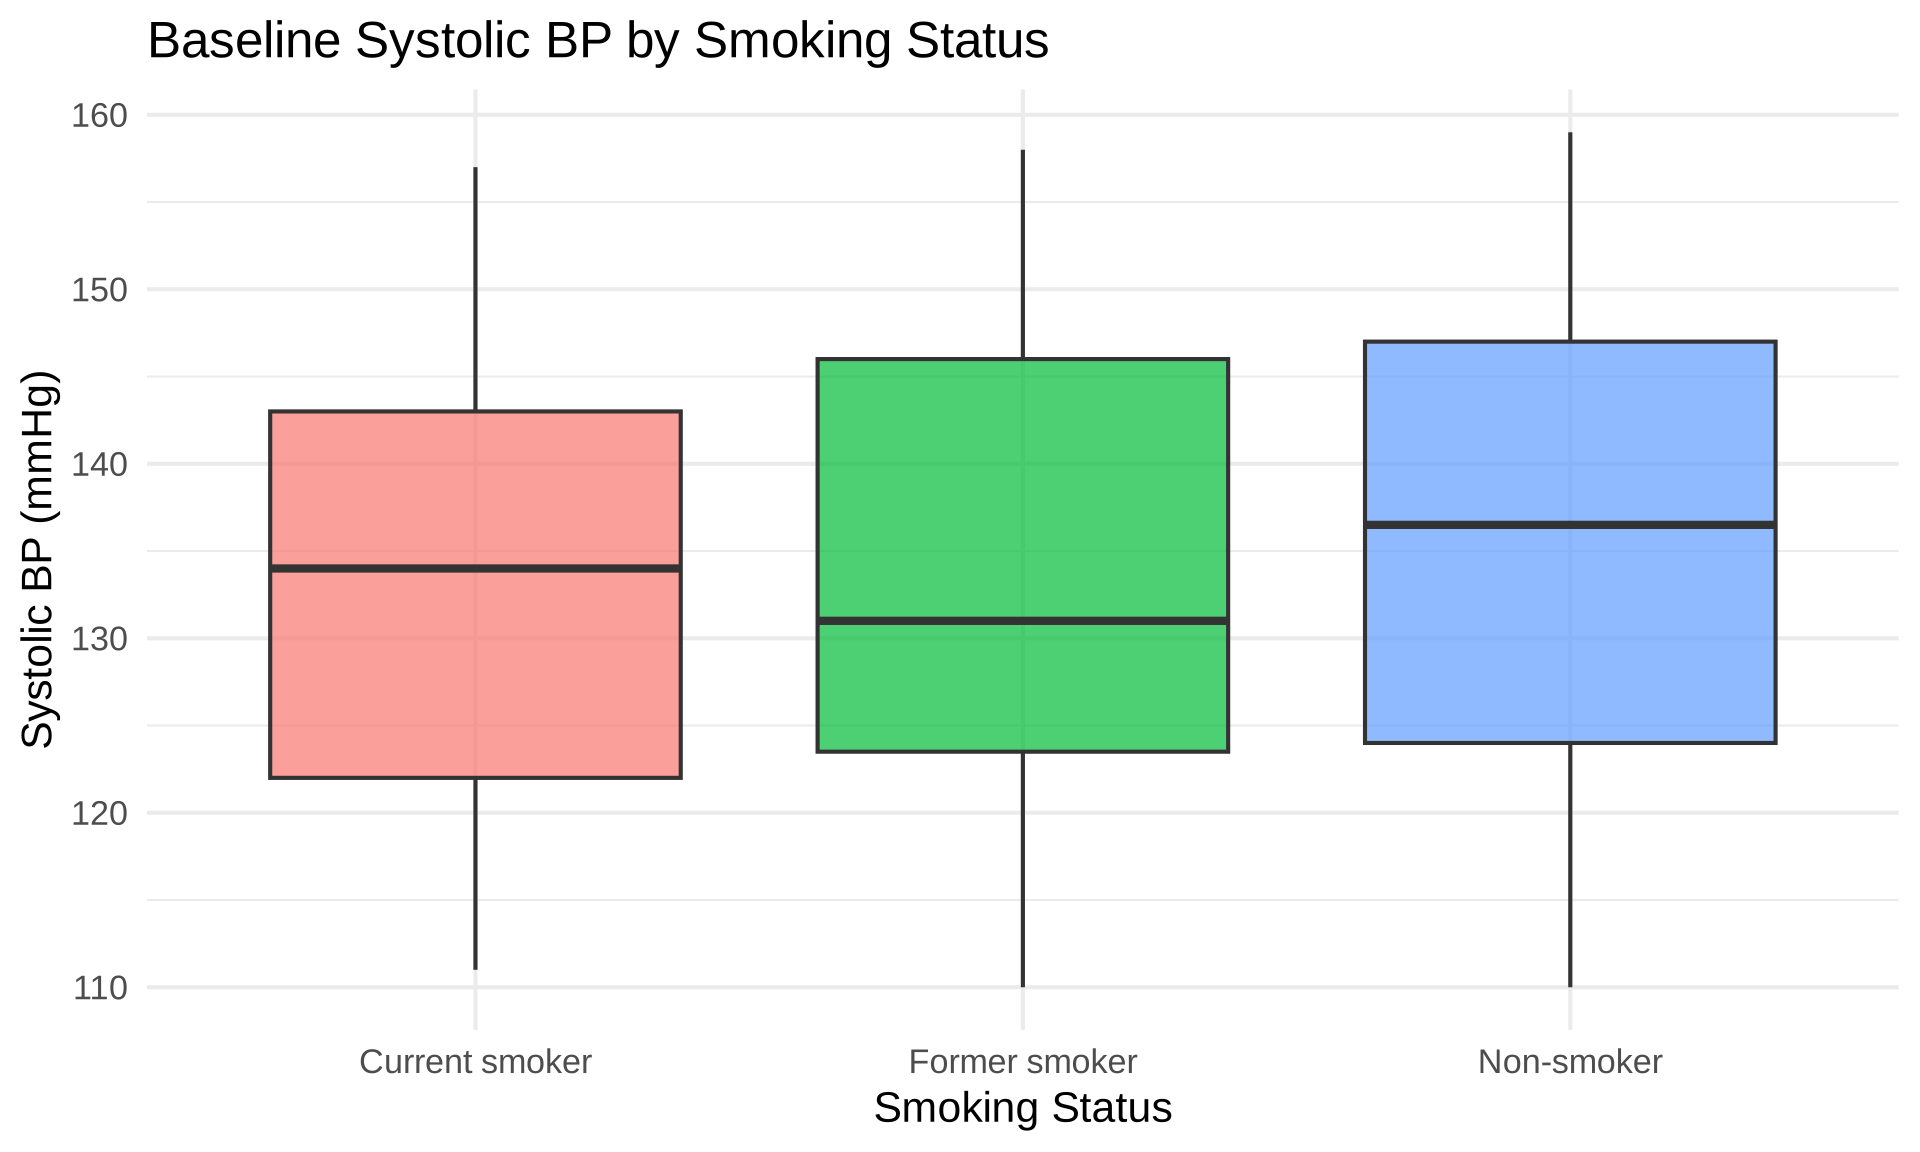 Baseline Systolic BP by Smoking Status
Systolic BP (mmHg)
160
150
140
130
120
110
Current smoker
Former smoker
Non-smoker
Smoking Status